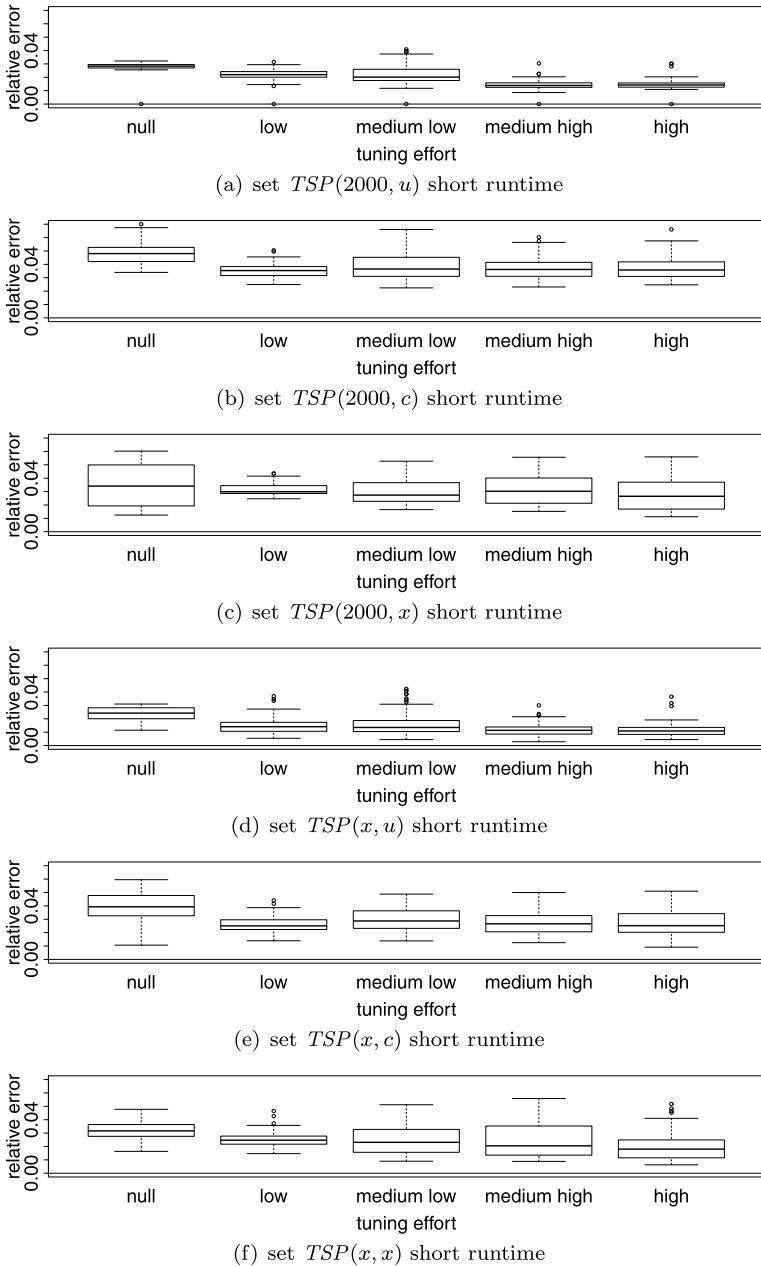 relative error
0.04
0.00
null low medium low medium high high
tuning effort
(a) set TSP(2000, u) short runtime
relative error
0.04
0.00
null low medium low medium high high
tuning effort
(b) set TSP(2000, c) short runtime
relative error
0.04
0.00
null low medium low medium high high
tuning effort
(c) set TSP(2000, x) short runtime
relative error
0.04
0.00
null low medium low medium high high
tuning effort
(d) set TSP(x, u) short runtime
relative error
0.04
0.00
null low medium low medium high high
tuning effort
(e) set TSP(x, c) short runtime
relative error
0.04
0.00
null low medium low medium high high
tuning effort
(f) set TSP(x, x) short runtime